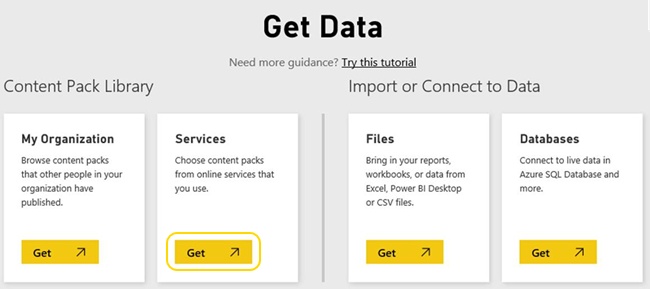 Get Data
Need more guidance? Try this tutorial
Content Pack Library
My Organization
Browse content packs
that other people in your
organization have
published.
Get
Services
Choose content packs
from online services that
you use.
Get
Import or Connect to Data
Files
Bring in your reports,
workbooks, or data from
Excel, Power BI Desktop
or CSV files.
Get
Databases
Connect to live data in
Azure SQL Database and
more.
Get